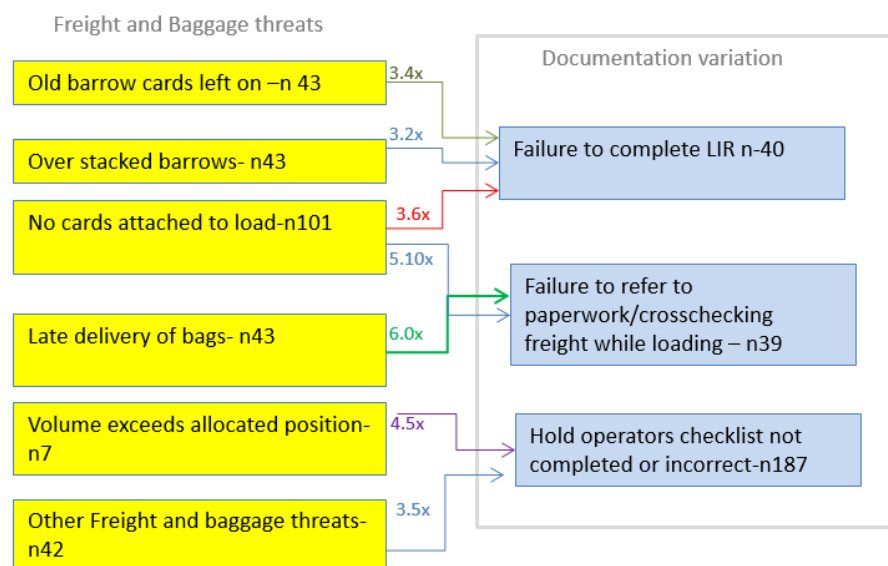 Freight and Baggage threats
Documentation variation
Old barrow cards left on –n 43
3.4x
Over stacked barrows- n43
3.2x
Failure to complete LIR n-40
No cards attached to load-n101
3.6x
5.10x
Failure to refer to
paperwork/crosschecking
freight while loading – n39
Late delivery of bags- n43
6.0x
Volume exceeds allocated position-
n7
4.5x
Hold operators checklist not
completed or incorrect-n187
Other Freight and baggage threats-
n42
3.5x